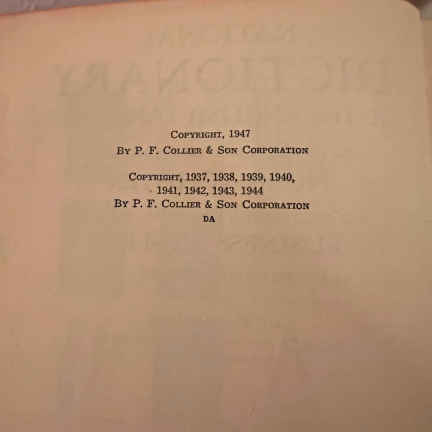 Copyright, 1947
By P. F. Collier & Son Corporation
Copyright, 1937, 1938, 1939, 1940,
1941, 1942, 1943, 1944
By P. F. Collier & Son Corporation
DA